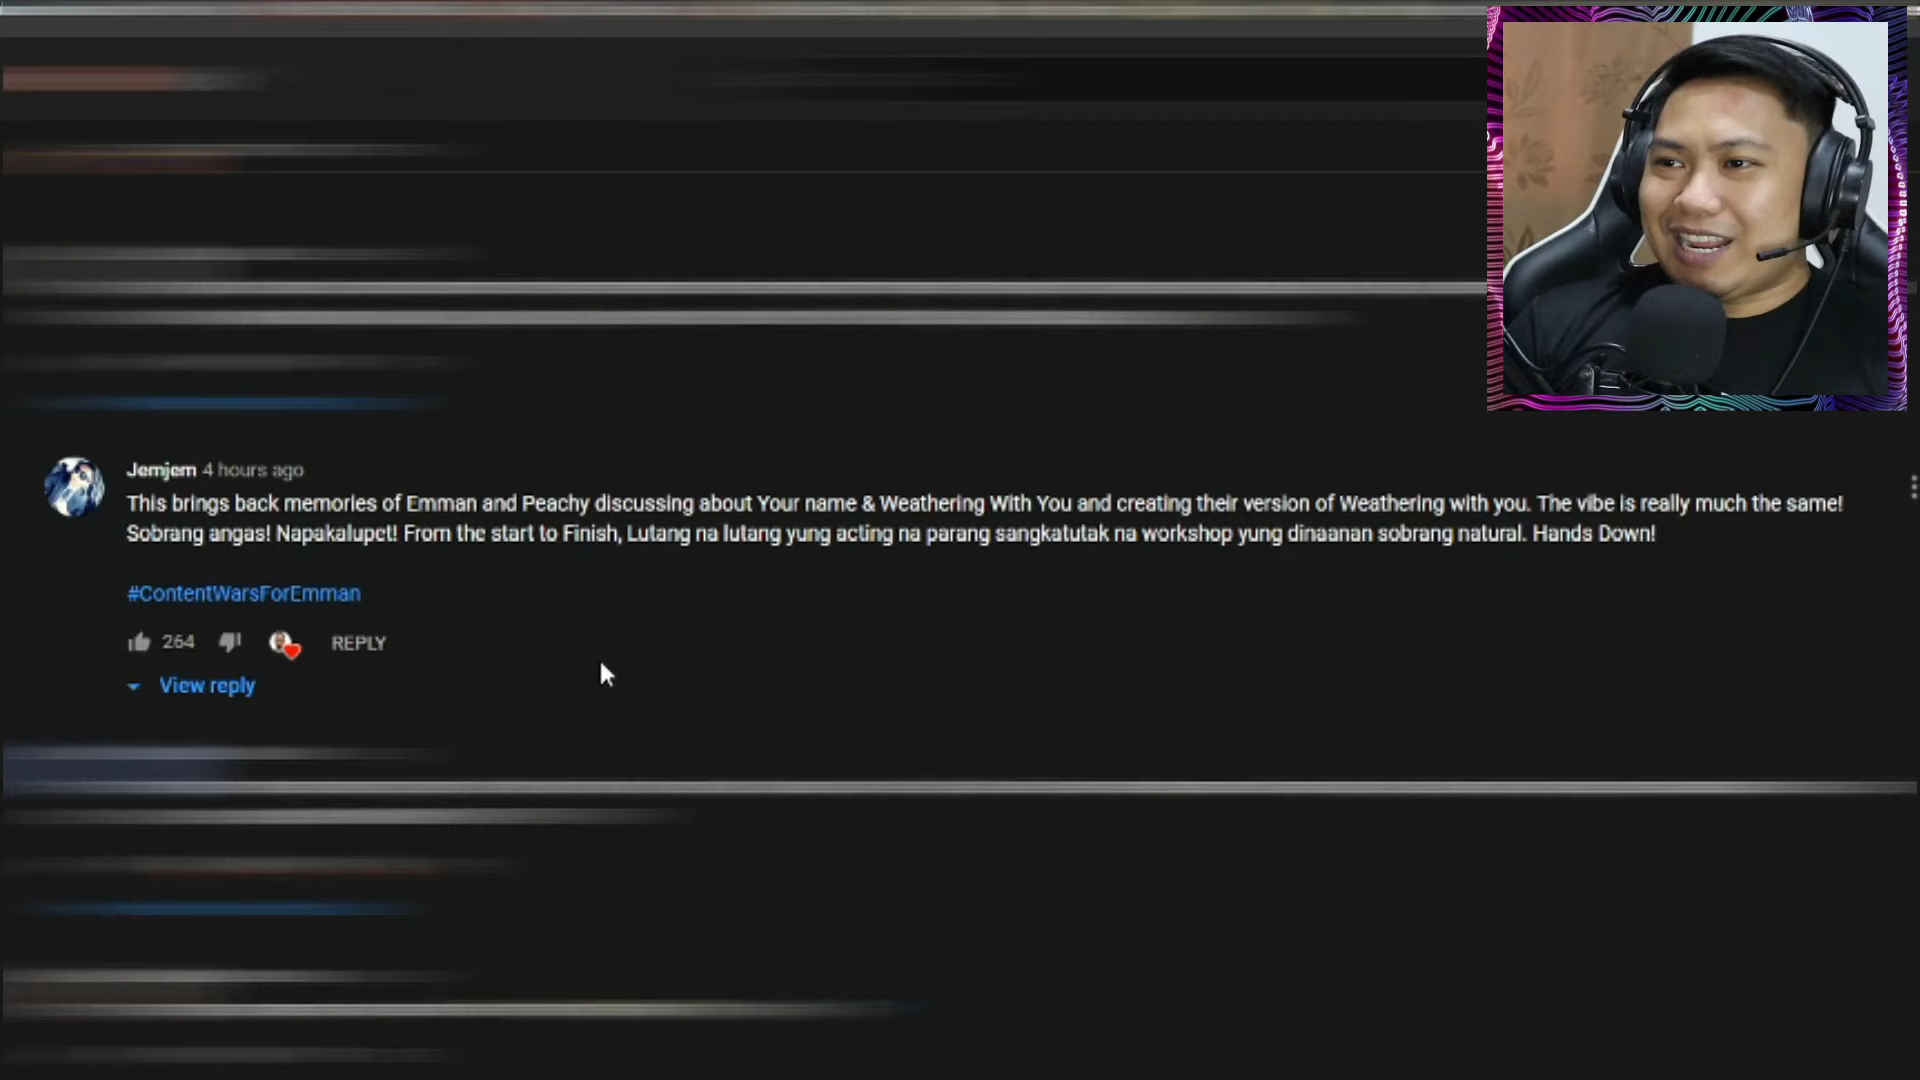 Jemjem 4 hours ago
This brings back memories of Emman and Peachy discussing about Your name & Weathering With You and creating their version of Weathering with you. The vibe is really much the same!
Sobrang angas! Napakalupet! From the start to Finish, Lutang na lutang yung acting na parang sangkatutak na workshop yung dinaanan sobrang natural. Hands Down!
#ContentWarsForEmman
264 REPLY
View reply